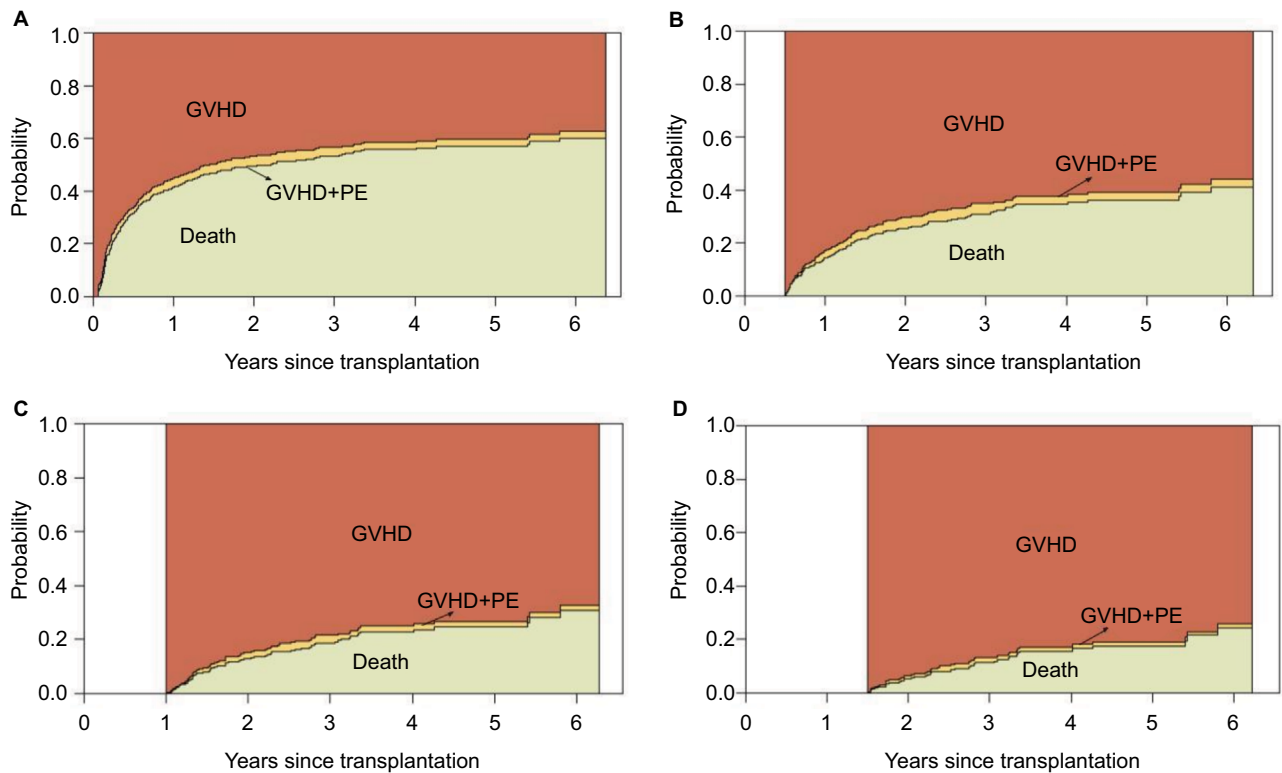 A
Probability
1.0
0.8
0.6
0.4
0.2
0.0
GVHD
GVHD+PE
Death
0 1 2 3 4 5 6
Years since transplantation
B
Probability
1.0
0.8
0.6
0.4
0.2
0.0
GVHD
GVHD+PE
Death
0 1 2 3 4 5 6
Years since transplantation
C
Probability
1.0
0.8
0.6
0.4
0.2
0.0
GVHD
GVHD+PE
Death
0 1 2 3 4 5 6
Years since transplantation
D
Probability
1.0
0.8
0.6
0.4
0.2
0.0
GVHD
GVHD+PE
Death
0 1 2 3 4 5 6
Years since transplantation